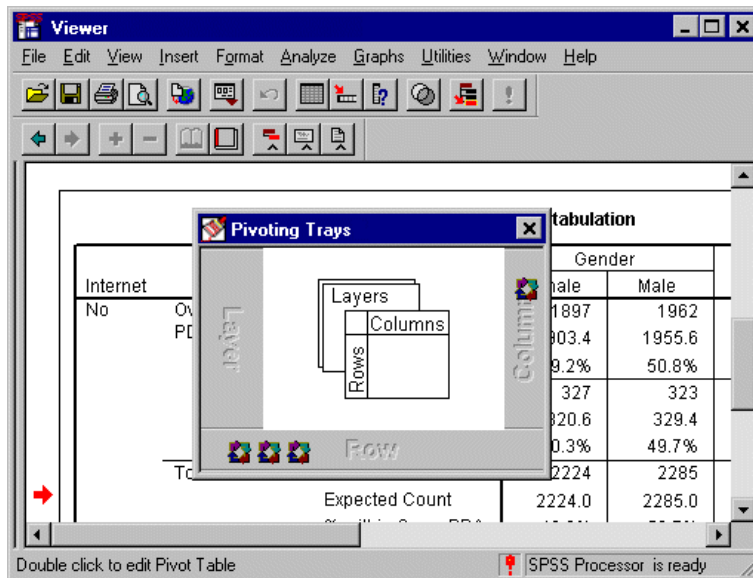 Viewer
File Edit View Insert Format Analyze Graphs Utilities Window Help
tabulation
Pivoting Trays
Gender
Internet
Male
No
1897 1962
1955.6
50.8%
327 323
329.4
49.7%
2224 2285
Expected Count 2224.0 2285.0
Layer
Layers
Columns
Rows
Row
Double click to edit Pivot Table
SPSS Processor is ready